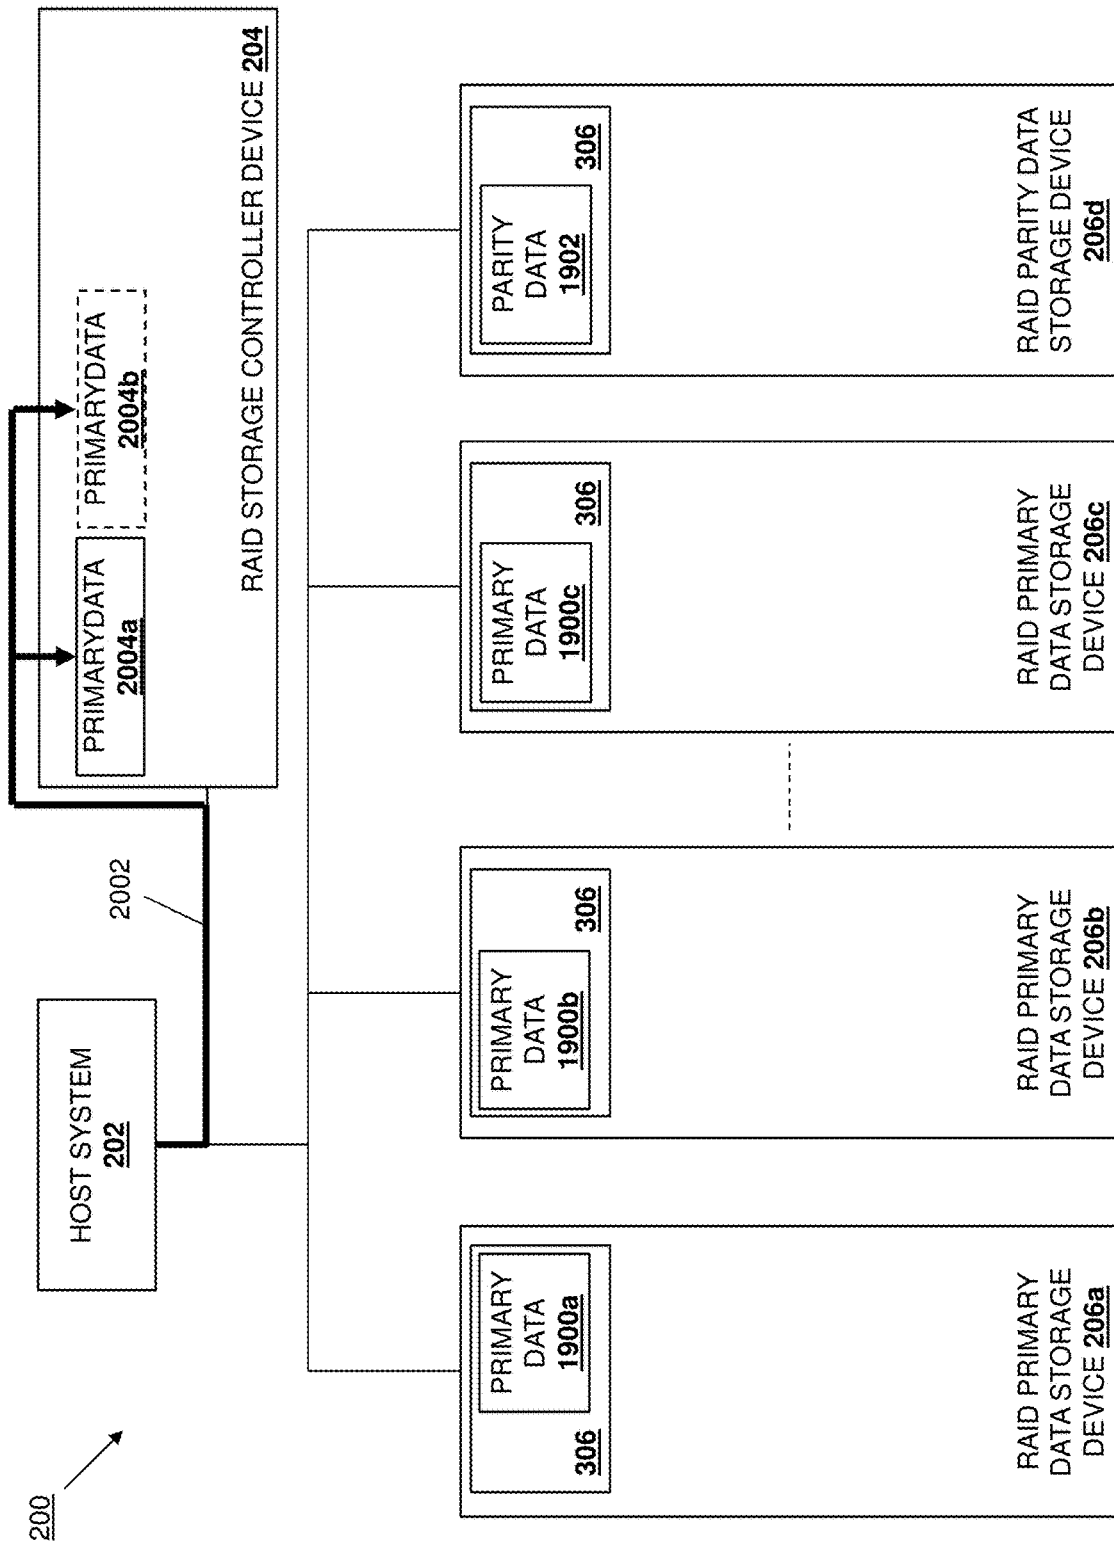 200
HOST SYSTEM
202
2002
PRIMARYDATA
2004a
PRIMARYDATA
2004b
RAID STORAGE CONTROLLER DEVICE 204
306
PRIMARY
DATA
1900a
RAID PRIMARY
DATA STORAGE
DEVICE 206a
PRIMARY
DATA
1900b
306
RAID PRIMARY
DATA STORAGE
DEVICE 206b
PRIMARY
DATA
1900c
306
RAID PRIMARY
DATA STORAGE
DEVICE 206c
PARITY
DATA
1902
306
RAID PARITY DATA
STORAGE DEVICE
206d